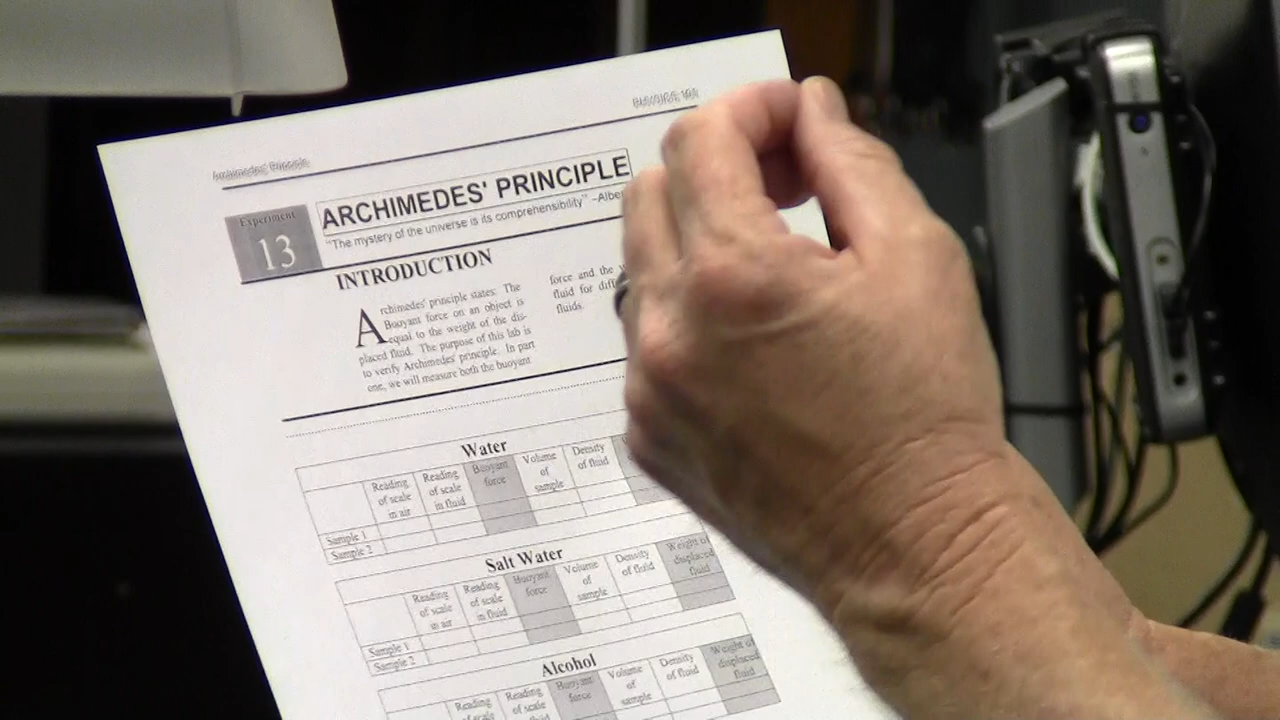 Archimedes' Principle
Experiment
13
ARCHIMEDES' PRINCIPLE
"The mystery of the universe is its comprehensibility" –Albe
INTRODUCTION
Archimedes' principle states: The
Buoyant force on an object is
equal to the weight of the dis-
placed fluid. The purpose of this lab is
to verify Archimedes' principle. In part
one, we will measure both the buoyant
force and the
fluid for diff
fluids.
Water
Reading of scale in air
Reading of scale in fluid
Buoyant force
Volume of sample
Density of fluid
Sample 1
Sample 2
Salt Water
Reading of scale in air
Reading of scale in fluid
Buoyant force
Volume of sample
Density of fluid
Weight of displaced fluid
Sample 1
Sample 2
Alcohol
Reading
Reading of scale
Buoyant force
Volume of sample
Density of fluid
Weight of displaced fluid